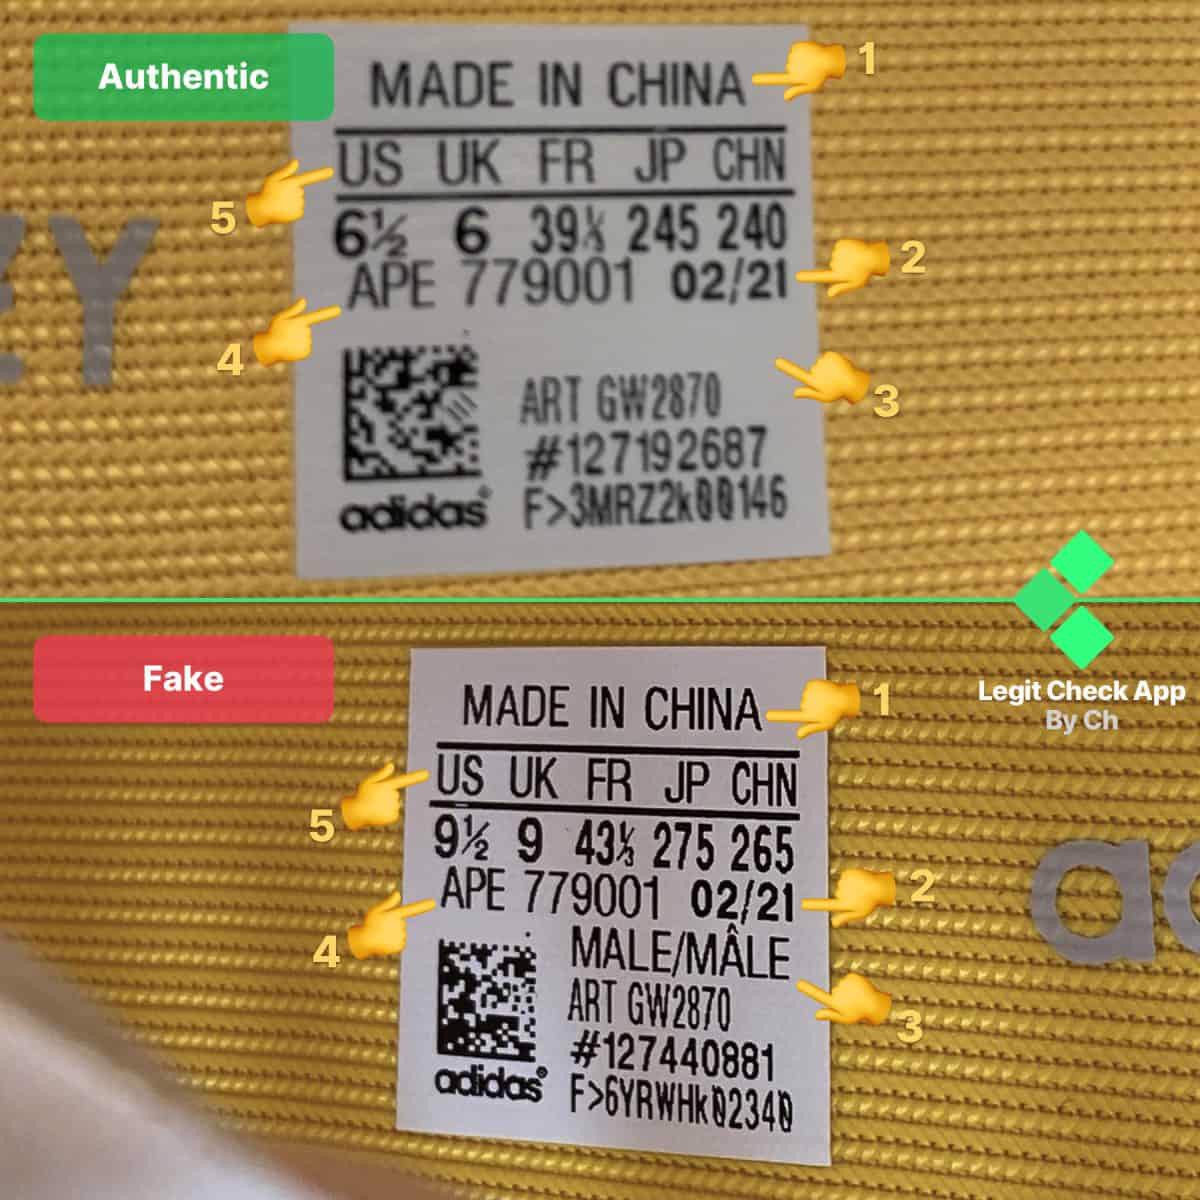 Authentic
MADE IN CHINA
1
US UK FR JP CHN
5
6½ 6 39⅓ 245 240
APE 779001 02/21
2
4
3
ART GW2870
#127192687
F>3MRZ2k00146
adidas®
ZY
Fake
MADE IN CHINA
1
Legit Check App
By Ch
US UK FR JP CHN
5
9½ 9 43⅓ 275 265
APE 779001 02/21
2
4
MALE/MÂLE
ART GW2870
3
#127440881
F>6YRWHk02340
adidas®
ad